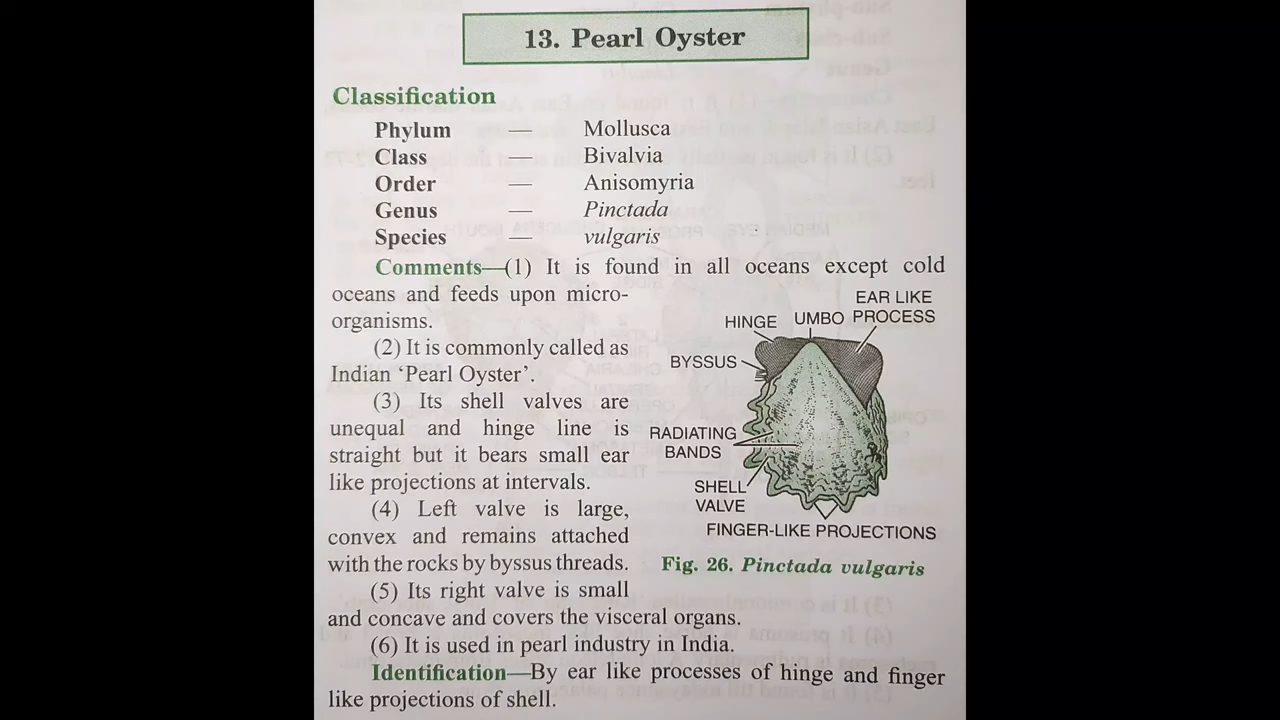 13. Pearl Oyster
Classification
Phylum — Mollusca
Class — Bivalvia
Order — Anisomyria
Genus — Pinctada
Species — vulgaris
Comments—(1) It is found in all oceans except cold
oceans and feeds upon micro-
organisms.
(2) It is commonly called as
Indian ‘Pearl Oyster’.
(3) Its shell valves are
unequal and hinge line is
straight but it bears small ear
like projections at intervals.
(4) Left valve is large,
convex and remains attached
with the rocks by byssus threads.
(5) Its right valve is small
and concave and covers the visceral organs.
(6) It is used in pearl industry in India.
Identification—By ear like processes of hinge and finger
like projections of shell.
EAR LIKE
PROCESS
UMBO
HINGE
BYSSUS
RADIATING
BANDS
SHELL
VALVE
FINGER-LIKE PROJECTIONS
Fig. 26. Pinctada vulgaris